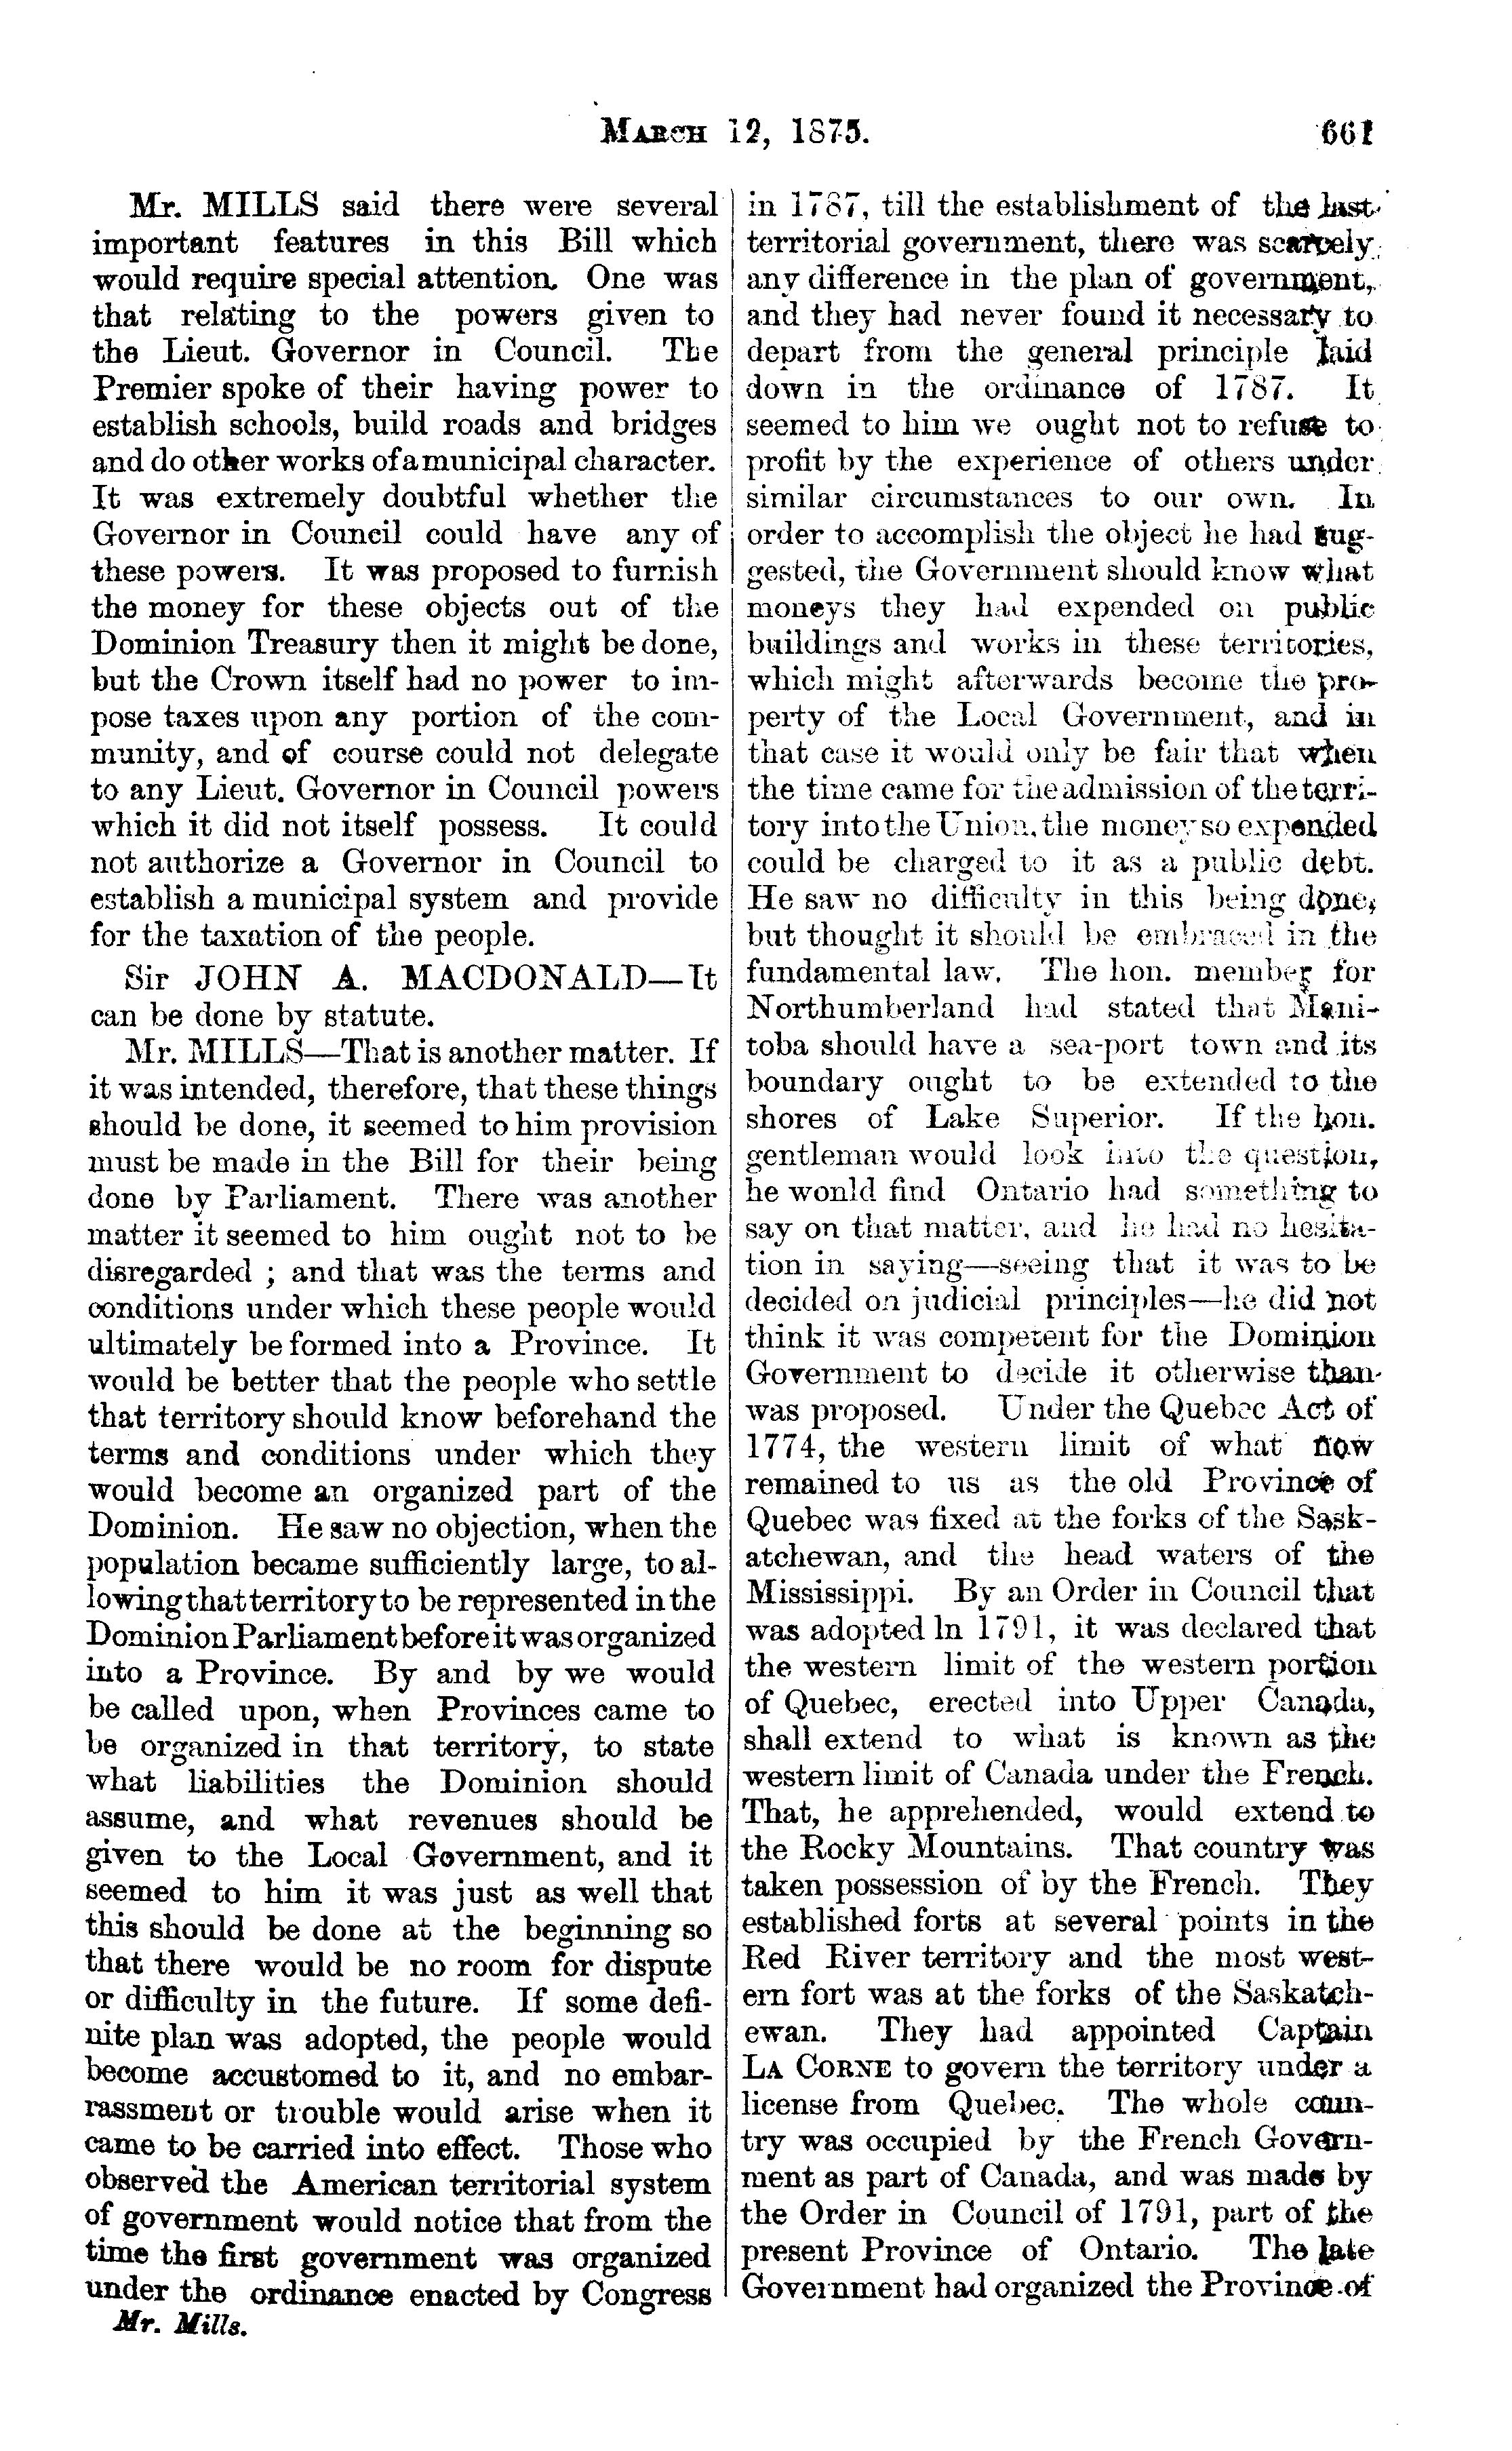 MARCH 12, 1875.
661
Mr. MILLS said there were several
important features in this Bill which
would require special attention. One was
that relating to the powers given to
the Lieut. Governor in Council. The
Premier spoke of their having power to
establish schools, build roads and bridges
and do other works of a municipal character.
It was extremely doubtful whether the
Governor in Council could have any of
these powers. It was proposed to furnish
the money for these objects out of the
Dominion Treasury then it might be done,
but the Crown itself had no power to im-
pose taxes upon any portion of the com-
munity, and of course could not delegate
to any Lieut. Governor in Council powers
which it did not itself possess. It could
not authorize a Governor in Council to
establish a municipal system and provide
for the taxation of the people.
Sir JOHN A. MACDONALD—It
can be done by statute.
Mr. MILLS—That is another matter. If
it was intended, therefore, that these things
should be done, it seemed to him provision
must be made in the Bill for their being
done by Parliament. There was another
matter it seemed to him ought not to be
disregarded ; and that was the terms and
conditions under which these people would
ultimately be formed into a Province. It
would be better that the people who settle
that territory should know beforehand the
terms and conditions under which they
would become an organized part of the
Dominion. He saw no objection, when the
population became sufficiently large, to al-
lowing that territory to be represented in the
Dominion Parliament before it was organized
into a Province. By and by we would
be called upon, when Provinces came to
be organized in that territory, to state
what liabilities the Dominion should
assume, and what revenues should be
given to the Local Government, and it
seemed to him it was just as well that
this should be done at the beginning so
that there would be no room for dispute
or difficulty in the future. If some defi-
nite plan was adopted, the people would
become accustomed to it, and no embar-
rassment or trouble would arise when it
came to be carried into effect. Those who
observed the American territorial system
of government would notice that from the
time the first government was organized
under the ordinance enacted by Congress
Mr. Mills.
in 1787, till the establishment of the last
territorial government, there was scarcely
any difference in the plan of government,
and they had never found it necessary to
depart from the general principle laid
down in the ordinance of 1787. It
seemed to him we ought not to refuse to
profit by the experience of others under
similar circumstances to our own. In
order to accomplish the object he had sug-
gested, the Government should know what
moneys they had expended on public
buildings and works in these territories,
which might afterwards become the pro-
perty of the Local Government, and in
that case it would only be fair that when
the time came for the admission of the terri-
tory into the Union, the money so expended
could be charged to it as a public debt.
He saw no difficulty in this being done,
but thought it should be embraced in the
fundamental law. The hon. member for
Northumberland had stated that Mani-
toba should have a sea-port town and its
boundary ought to be extended to the
shores of Lake Superior. If the hon.
gentleman would look into the question,
he wonld find Ontario had something to
say on that matter, and he had no hesita-
tion in saying—seeing that it was to be
decided on judicial principles—he did not
think it was competent for the Dominion
Government to decide it otherwise than
was proposed. Under the Quebec Act of
1774, the western limit of what now
remained to us as the old Province of
Quebec was fixed at the forks of the Sask-
atchewan, and the head waters of the
Mississippi. By an Order in Council that
was adopted ln 1791, it was declared that
the western limit of the western portion
of Quebec, erected into Upper Canada,
shall extend to what is known as the
western limit of Canada under the French.
That, he apprehended, would extend to
the Rocky Mountains. That country was
taken possession of by the French. They
established forts at several points in the
Red River territory and the most west-
ern fort was at the forks of the Saskatch-
ewan. They had appointed Captain
LA CORNE to govern the territory under a
license from Quebec. The whole coun-
try was occupied by the French Govern-
ment as part of Canada, and was made by
the Order in Council of 1791, part of the
present Province of Ontario. The late
Government had organized the Province of